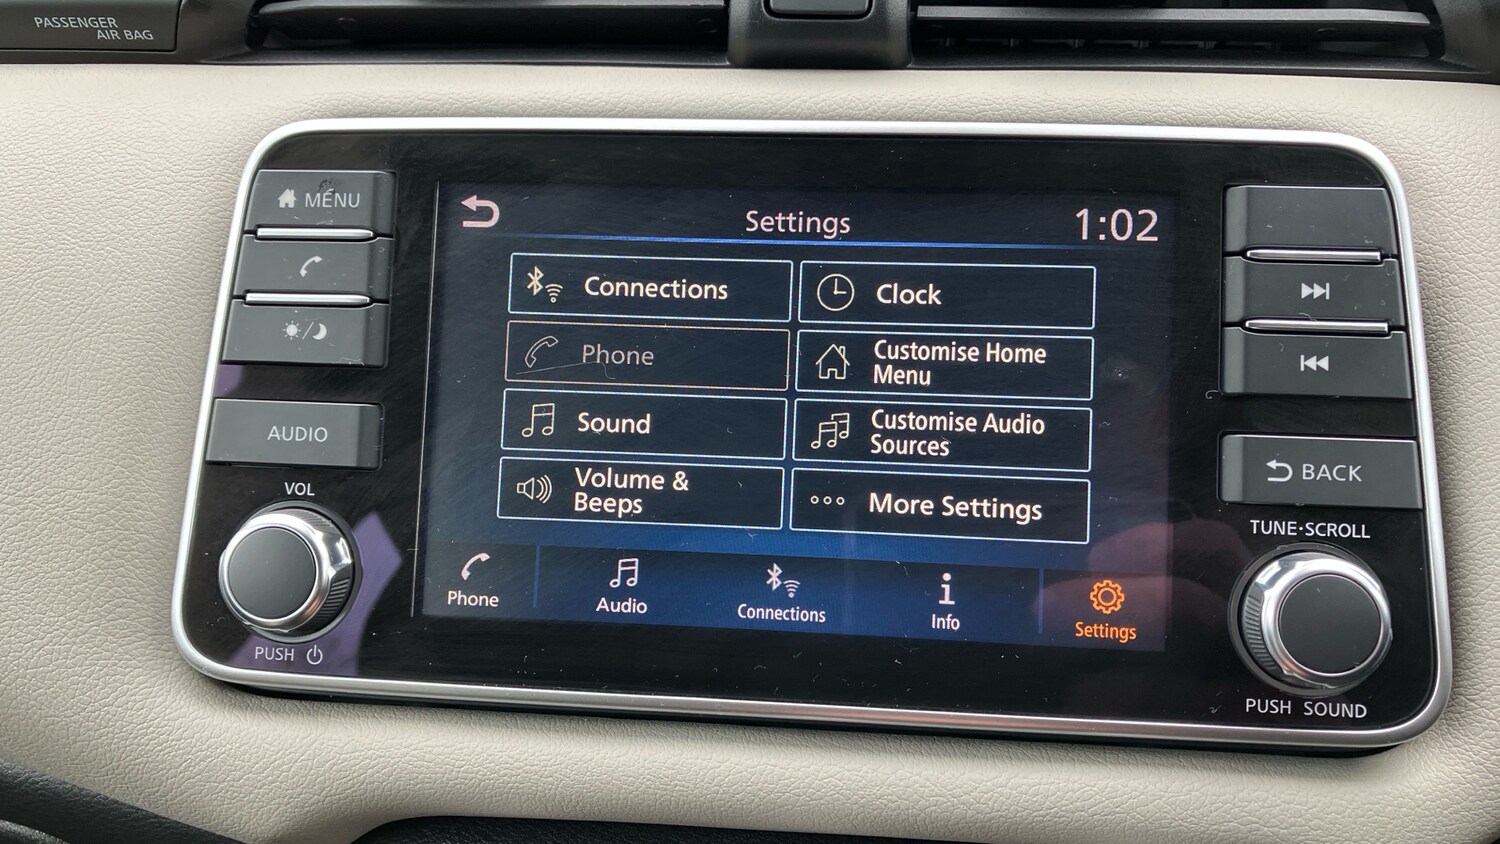 PASSENGER
AIR BAG
MENU
AUDIO
VOL
PUSH
Settings
1:02
Connections
Clock
Phone
Customise Home
Menu
Sound
Customise Audio
Sources
Volume &
Beeps
More Settings
Phone
Audio
Connections
Info
Settings
BACK
TUNE·SCROLL
PUSH SOUND